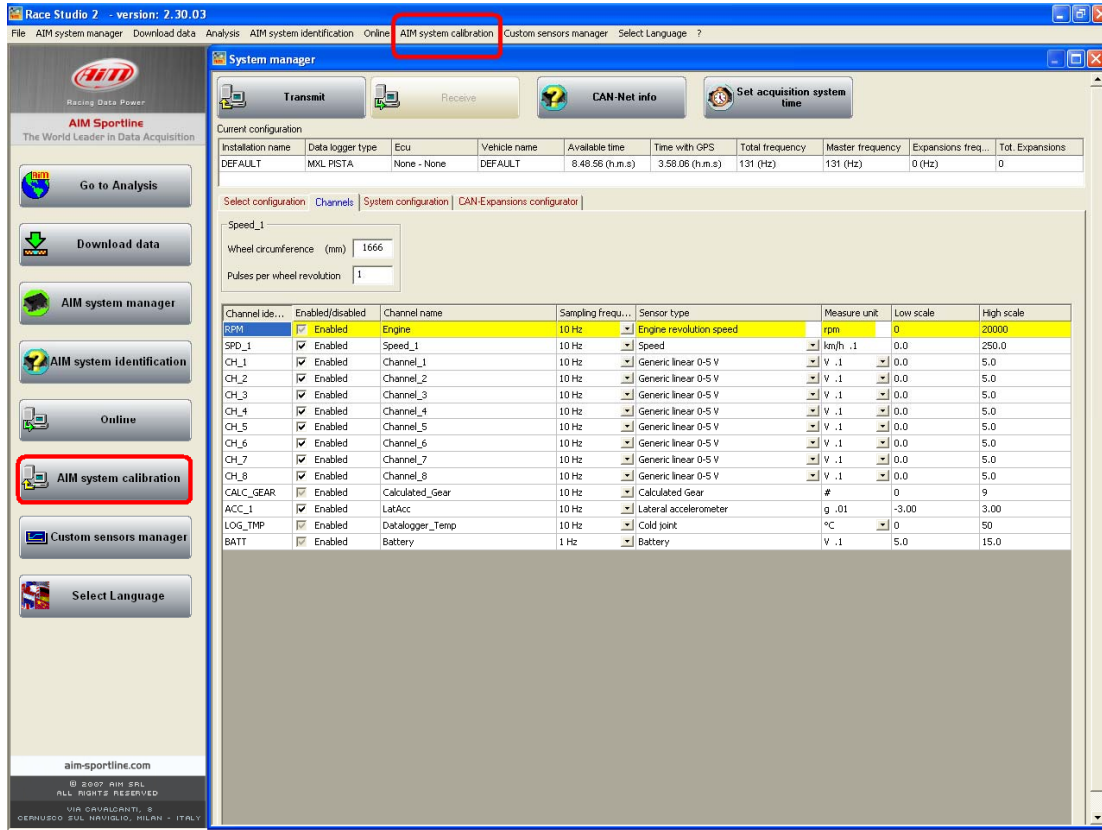 Race Studio 2 - version: 2.30.03
File AIM system manager Download data Analysis AIM system identification Online AIM system calibration Custom sensors manager Select Language ?
AiM
Racing Data Power
AIM Sportline
The World Leader in Data Acquisition
Go to Analysis
Download data
AIM system manager
AIM system identification
Online
AIM system calibration
Custom sensors manager
Select Language
aim-sportline.com
© 2007 AIM SRL
ALL RIGHTS RESERVED
VIA CAVALCANTI, 8
CERNUSCO SUL NAVIGLIO, MILAN - ITALY
System manager
Transmit Receive CAN-Net info Set acquisition system
time
Current configuration
Installation name Data logger type Ecu Vehicle name Available time Time with GPS Total frequency Master frequency Expansions freq... Tot. Expansions
DEFAULT MXL PISTA None - None DEFAULT 8.48.56 (h.m.s) 3.58.06 (h.m.s) 131 (Hz) 131 (Hz) 0 (Hz) 0
Select configuration Channels System configuration CAN-Expansions configurator
Speed_1
Wheel circumference (mm) 1666
Pulses per wheel revolution 1
Channel ide... Enabled/disabled Channel name Sampling frequ... Sensor type Measure unit Low scale High scale
RPM Enabled Engine 10 Hz Engine revolution speed rpm 0 20000
SPD_1 Enabled Speed_1 10 Hz Speed km/h .1 0.0 250.0
CH_1 Enabled Channel_1 10 Hz Generic linear 0-5 V V .1 0.0 5.0
CH_2 Enabled Channel_2 10 Hz Generic linear 0-5 V V .1 0.0 5.0
CH_3 Enabled Channel_3 10 Hz Generic linear 0-5 V V .1 0.0 5.0
CH_4 Enabled Channel_4 10 Hz Generic linear 0-5 V V .1 0.0 5.0
CH_5 Enabled Channel_5 10 Hz Generic linear 0-5 V V .1 0.0 5.0
CH_6 Enabled Channel_6 10 Hz Generic linear 0-5 V V .1 0.0 5.0
CH_7 Enabled Channel_7 10 Hz Generic linear 0-5 V V .1 0.0 5.0
CH_8 Enabled Channel_8 10 Hz Generic linear 0-5 V V .1 0.0 5.0
CALC_GEAR Enabled Calculated_Gear 10 Hz Calculated Gear # 0 9
ACC_1 Enabled LatAcc 10 Hz Lateral accelerometer g .01 -3.00 3.00
LOG_TMP Enabled Datalogger_Temp 10 Hz Cold joint °C 0 50
BATT Enabled Battery 1 Hz Battery V .1 5.0 15.0